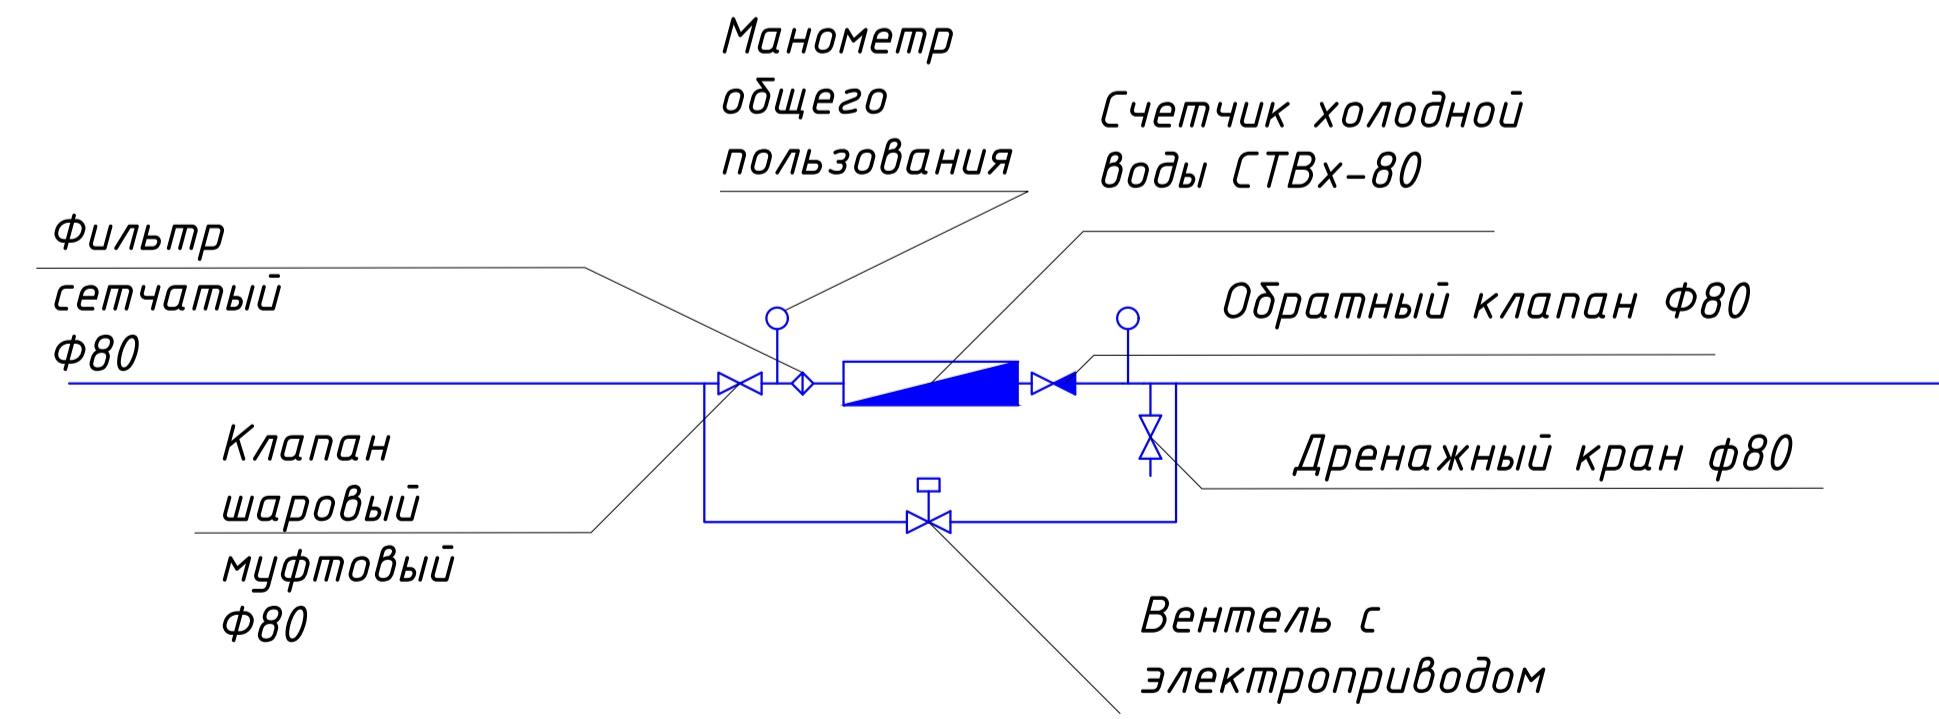 Манометр
общего
пользования
Счетчик холодной
воды СТВх-80
Фильтр
сетчатый
Ф80
Обратный клапан Ф80
Клапан
шаровый
муфтовый
Ф80
Дренажный кран ф80
Вентель с
электроприводом